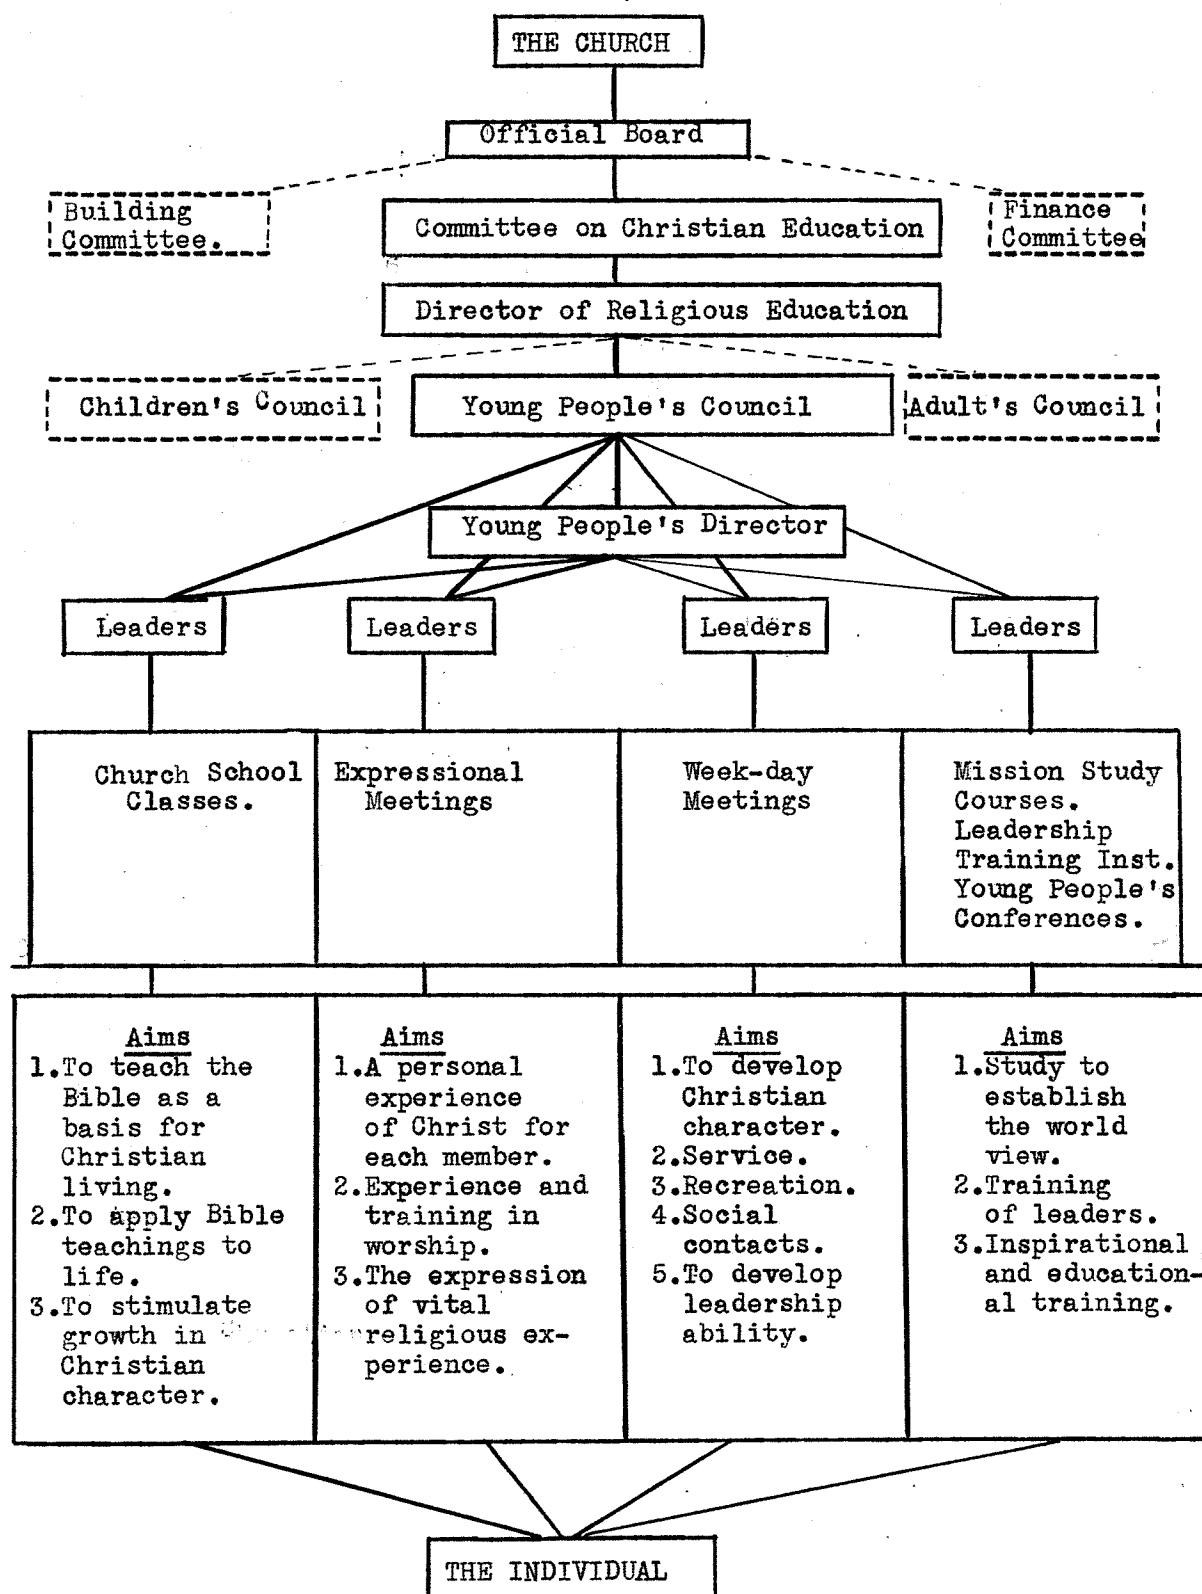 THE CHURCH
Official Board
Building
Committee.
Committee on Christian Education
Finance
Committee
Director of Religious Education
Children's Council
Young People's Council
Adult's Council
Young People's Director
Leaders
Leaders
Leaders
Leaders
Church School
Classes.
Expressional
Meetings
Week-day
Meetings
Mission Study
Courses.
Leadership
Training Inst.
Young People's
Conferences.
Aims
1.To teach the
Bible as a
basis for
Christian
living.
2.To apply Bible
teachings to
life.
3.To stimulate
growth in
Christian
character.
Aims
1.A personal
experience
of Christ for
each member.
2.Experience and
training in
worship.
3.The expression
of vital
religious ex-
perience.
Aims
1.To develop
Christian
character.
2.Service.
3.Recreation.
4.Social
contacts.
5.To develop
leadership
ability.
Aims
1.Study to
establish
the world
view.
2.Training
of leaders.
3.Inspirational
and education-
al training.
THE INDIVIDUAL